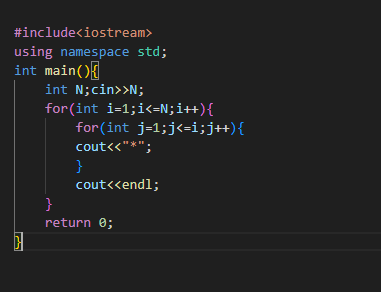 #include<iostream>
using namespace std;
int main(){
    int N;cin>>N;
    for(int i=1;i<=N;i++){
        for(int j=1;j<=i;j++){
        cout<<"*";
        }
        cout<<endl;
    }
    return 0;
}